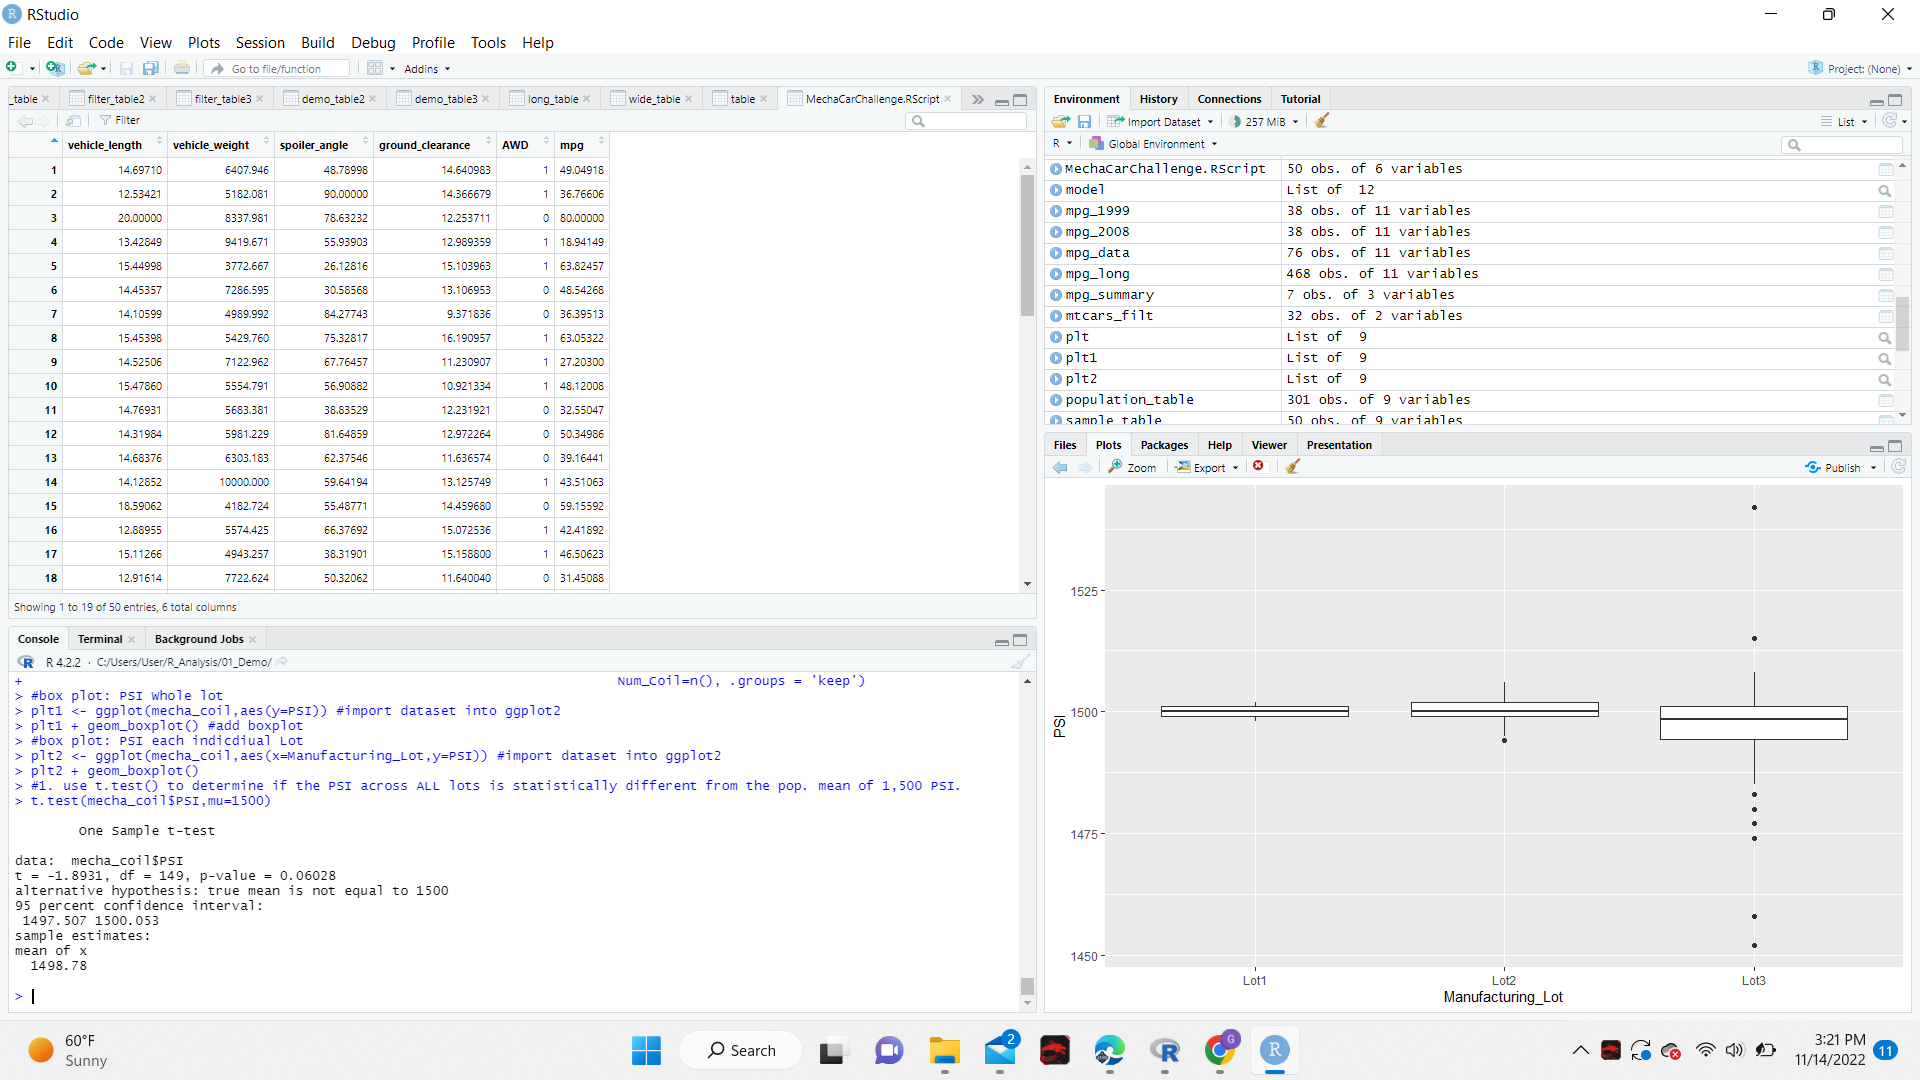 RStudio
File Edit Code View Plots Session Build Debug Profile Tools Help
Go to file/function Addins Project: (None)
_table filter_table2 filter_table3 demo_table2 demo_table3 long_table wide_table table MechaCarChallenge.RScript
Filter
vehicle_length vehicle_weight spoiler_angle ground_clearance AWD mpg
1 14.69710 6407.946 48.78998 14.640983 1 49.04918
2 12.53421 5182.081 90.00000 14.366679 1 36.76606
3 20.00000 8337.981 78.63232 12.253711 0 80.00000
4 13.42849 9419.671 55.93903 12.989359 1 18.94149
5 15.44998 3772.667 26.12816 15.103963 1 63.82457
6 14.45357 7286.595 30.58568 13.106953 0 48.54268
7 14.10599 4989.992 84.27743 9.371836 0 36.39513
8 15.45398 5429.760 75.32817 16.190957 1 63.05322
9 14.52506 7122.962 67.76457 11.230907 1 27.20300
10 15.47860 5554.791 56.90882 10.921334 1 48.12008
11 14.76931 5683.381 38.83529 12.231921 0 32.55047
12 14.31984 5981.229 81.64859 12.972264 0 50.34986
13 14.68376 6303.183 62.37546 11.636574 0 39.16441
14 14.12852 10000.000 59.64194 13.125749 1 43.51063
15 18.59062 4182.724 55.48771 14.459680 0 59.15592
16 12.88955 5574.425 66.37692 15.072536 1 42.41892
17 15.11266 4943.257 38.31901 15.158800 1 46.50623
18 12.91614 7722.624 50.32062 11.640040 0 31.45088
Showing 1 to 19 of 50 entries, 6 total columns
Console Terminal Background Jobs
R 4.2.2 · C:/Users/User/R_Analysis/01_Demo/
+ Num_Coil=n(), .groups = 'keep')
> #box plot: PSI Whole lot
> plt1 <- ggplot(mecha_coil,aes(y=PSI)) #import dataset into ggplot2
> plt1 + geom_boxplot() #add boxplot
> #box plot: PSI each indicdiual Lot
> plt2 <- ggplot(mecha_coil,aes(x=Manufacturing_Lot,y=PSI)) #import dataset into ggplot2
> plt2 + geom_boxplot()
> #1. use t.test() to determine if the PSI across ALL lots is statistically different from the pop. mean of 1,500 PSI.
> t.test(mecha_coil$PSI,mu=1500)
One Sample t-test
data: mecha_coil$PSI
t = -1.8931, df = 149, p-value = 0.06028
alternative hypothesis: true mean is not equal to 1500
95 percent confidence interval:
1497.507 1500.053
sample estimates:
mean of x
1498.78
>
Environment History Connections Tutorial
Import Dataset 257 MiB List
R Global Environment
MechaCarChallenge.RScript 50 obs. of 6 variables
model List of 12
mpg_1999 38 obs. of 11 variables
mpg_2008 38 obs. of 11 variables
mpg_data 76 obs. of 11 variables
mpg_long 468 obs. of 11 variables
mpg_summary 7 obs. of 3 variables
mtcars_filt 32 obs. of 2 variables
plt List of 9
plt1 List of 9
plt2 List of 9
population_table 301 obs. of 9 variables
sample_table 50 obs. of 9 variables
Files Plots Packages Help Viewer Presentation
Zoom Export Publish
PSI
1525
1500
1475
1450
Lot1 Lot2 Lot3
Manufacturing_Lot
60°F
Sunny
Search
2
G
R
3:21 PM
11/14/2022
11